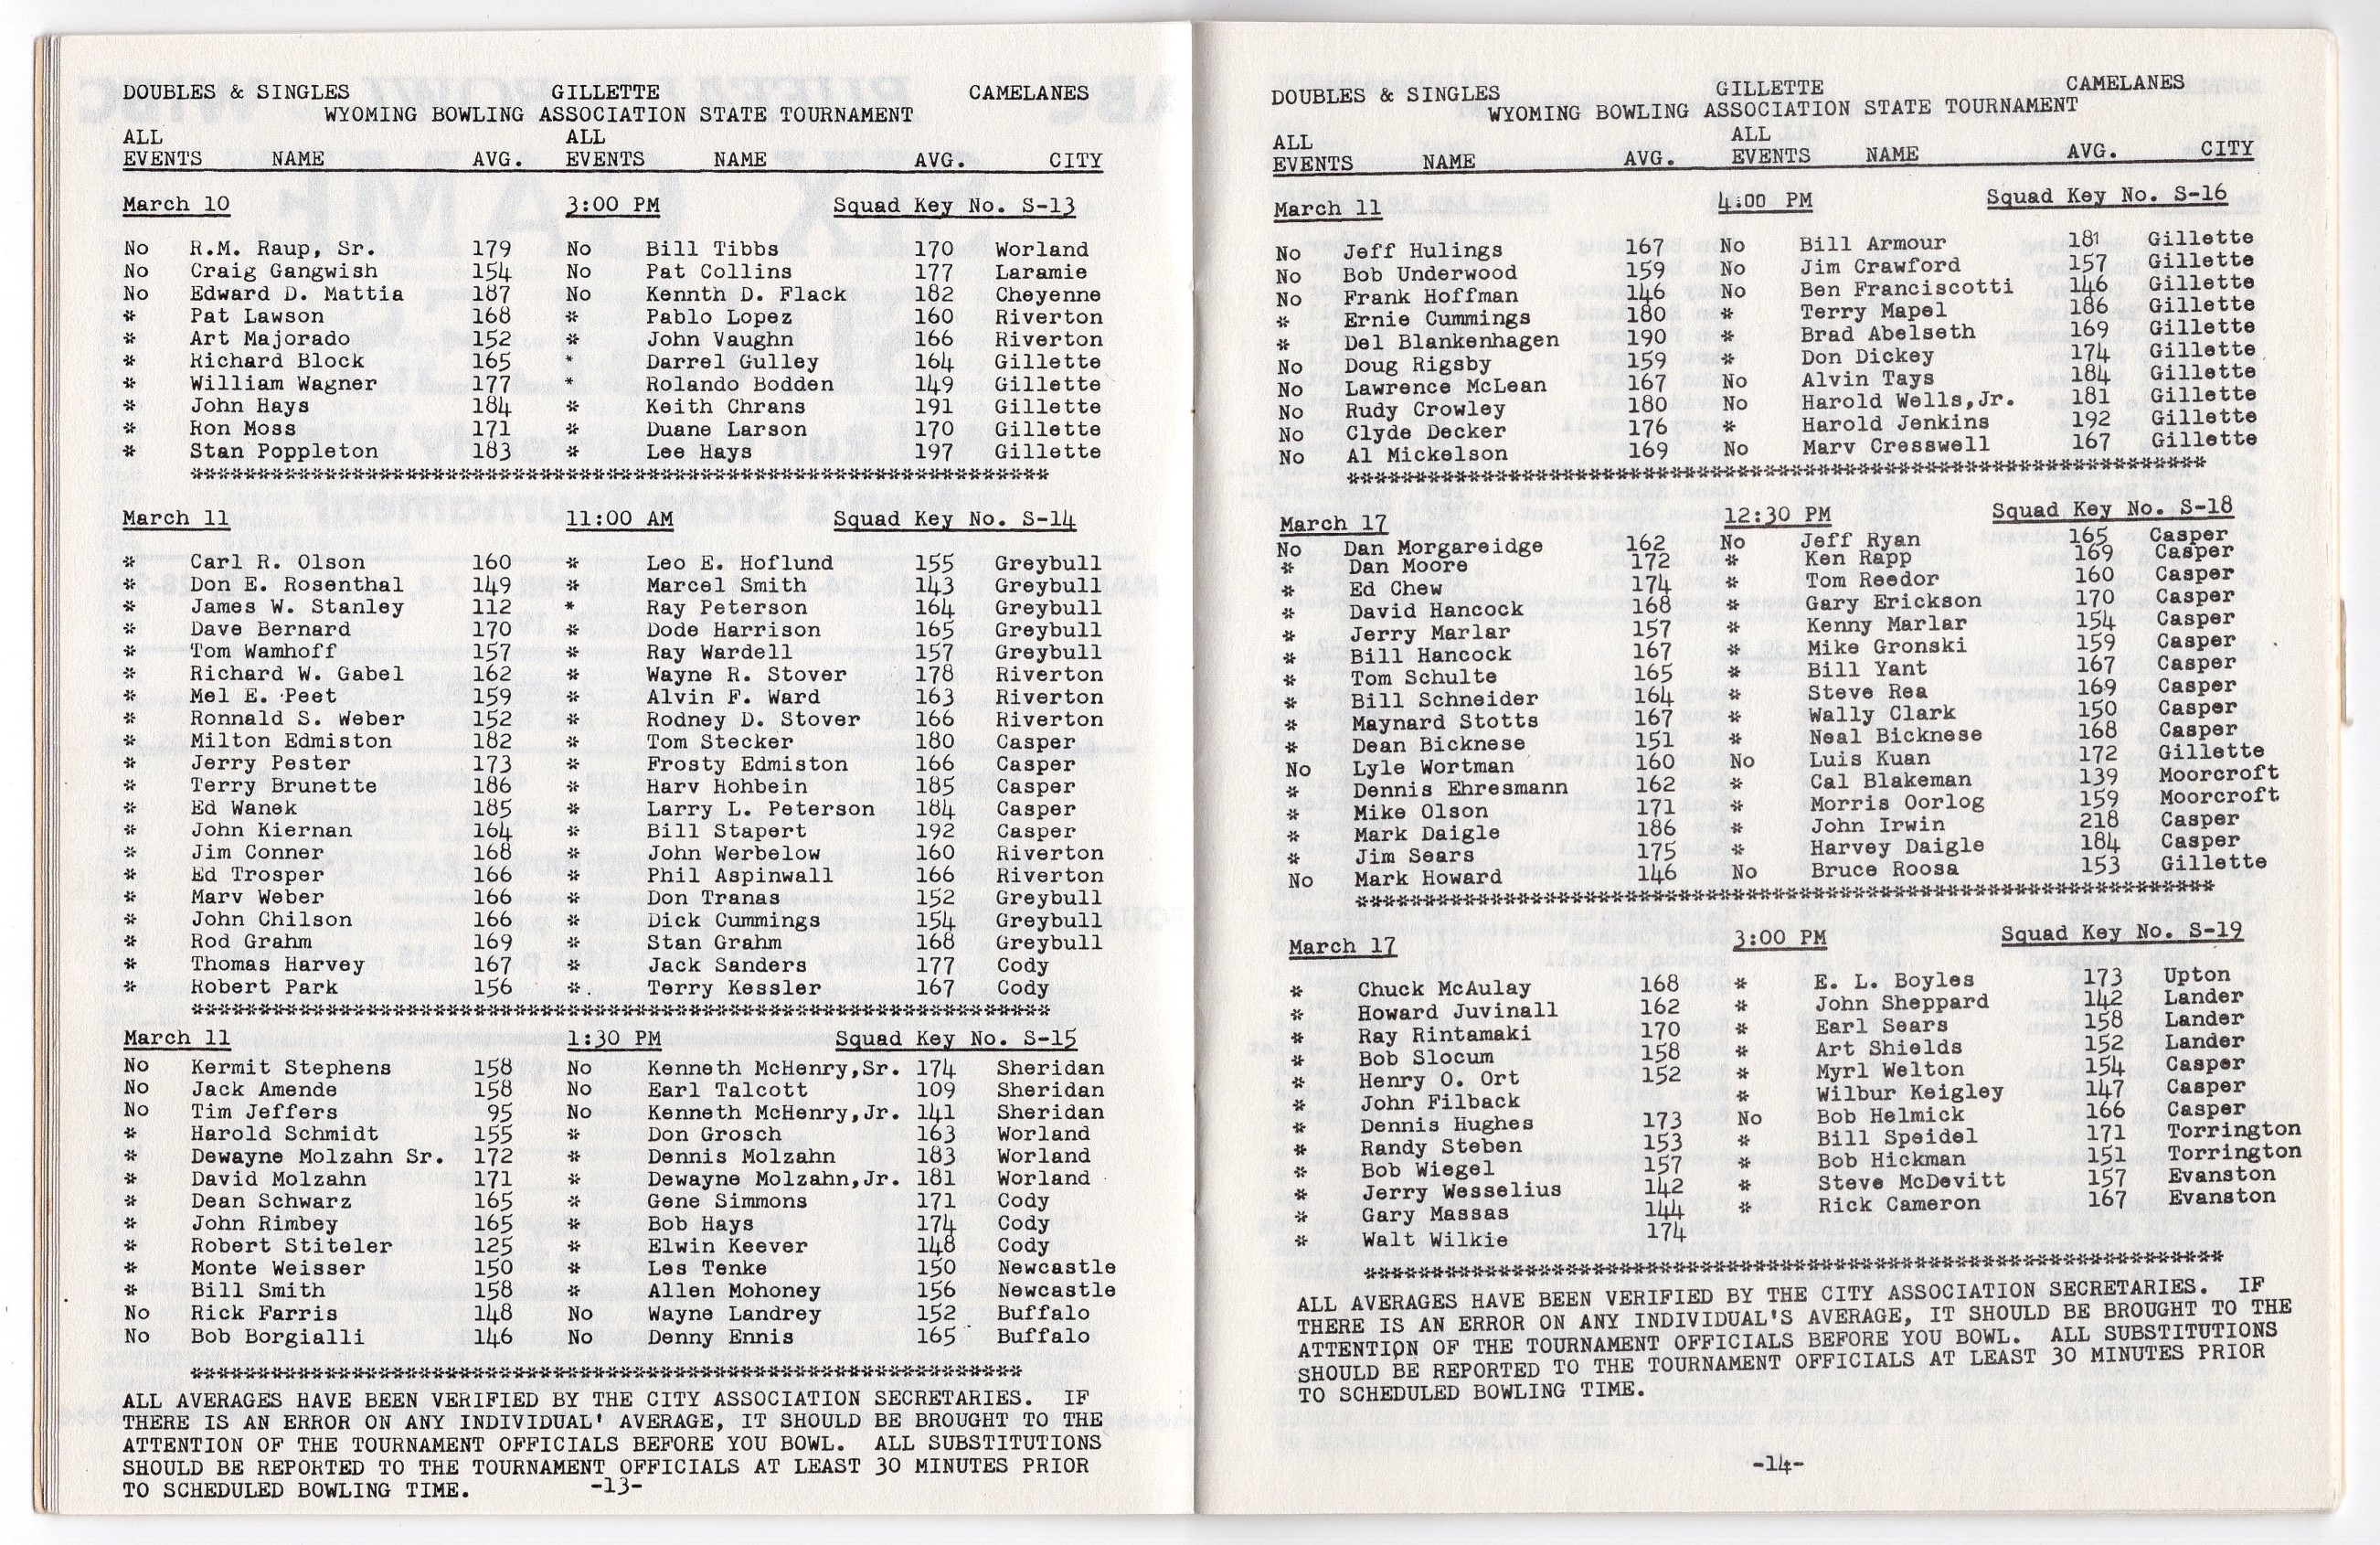 DOUBLES & SINGLES GILLETTE CAMELANES
WYOMING BOWLING ASSOCIATION STATE TOURNAMENT
ALL ALL
EVENTS NAME AVG. EVENTS NAME AVG. CITY
March 10 3:00 PM Squad Key No. S-13
No R.M. Raup, Sr. 179 No Bill Tibbs 170 Worland
No Craig Gangwish 154 No Pat Collins 177 Laramie
No Edward D. Mattia 187 No Kennth D. Flack 182 Cheyenne
* Pat Lawson 168 * Pablo Lopez 160 Riverton
* Art Majorado 152 * John Vaughn 166 Riverton
* Richard Block 165 * Darrel Gulley 164 Gillette
* William Wagner 177 * Rolando Bodden 149 Gillette
* John Hays 184 * Keith Chrans 191 Gillette
* Ron Moss 171 * Duane Larson 170 Gillette
* Stan Poppleton 183 * Lee Hays 197 Gillette
****************************************************************
March 11 11:00 AM Squad Key No. S-14
* Carl R. Olson 160 * Leo E. Hoflund 155 Greybull
* Don E. Rosenthal 149 * Marcel Smith 143 Greybull
* James W. Stanley 112 * Ray Peterson 164 Greybull
* Dave Bernard 170 * Dode Harrison 165 Greybull
* Tom Wamhoff 157 * Ray Wardell 157 Greybull
* Richard W. Gabel 162 * Wayne R. Stover 178 Riverton
* Mel E. Peet 159 * Alvin F. Ward 163 Riverton
* Ronnald S. Weber 152 * Rodney D. Stover 166 Riverton
* Milton Edmiston 182 * Tom Stecker 180 Casper
* Jerry Pester 173 * Frosty Edmiston 166 Casper
* Terry Brunette 186 * Harv Hohbein 185 Casper
* Ed Wanek 185 * Larry L. Peterson 184 Casper
* John Kiernan 164 * Bill Stapert 192 Casper
* Jim Conner 168 * John Werbelow 160 Riverton
* Ed Trosper 166 * Phil Aspinwall 166 Riverton
* Marv Weber 166 * Don Tranas 152 Greybull
* John Chilson 166 * Dick Cummings 154 Greybull
* Rod Grahm 169 * Stan Grahm 168 Greybull
* Thomas Harvey 167 * Jack Sanders 177 Cody
* Robert Park 156 * Terry Kessler 167 Cody
****************************************************************
March 11 1:30 PM Squad Key No. S-15
No Kermit Stephens 158 No Kenneth McHenry,Sr. 174 Sheridan
No Jack Amende 158 No Earl Talcott 109 Sheridan
No Tim Jeffers 95 No Kenneth McHenry,Jr. 141 Sheridan
* Harold Schmidt 155 * Don Grosch 163 Worland
* Dewayne Molzahn Sr. 172 * Dennis Molzahn 183 Worland
* David Molzahn 171 * Dewayne Molzahn,Jr. 181 Worland
* Dean Schwarz 165 * Gene Simmons 171 Cody
* John Rimbey 165 * Bob Hays 174 Cody
* Robert Stiteler 125 * Elwin Keever 148 Cody
* Monte Weisser 150 * Les Tenke 150 Newcastle
* Bill Smith 158 * Allen Mohoney 156 Newcastle
No Rick Farris 148 No Wayne Landrey 152 Buffalo
No Bob Borgialli 146 No Denny Ennis 165 Buffalo
**************************************************************
ALL AVERAGES HAVE BEEN VERIFIED BY THE CITY ASSOCIATION SECRETARIES. IF
THERE IS AN ERROR ON ANY INDIVIDUAL' AVERAGE, IT SHOULD BE BROUGHT TO THE
ATTENTION OF THE TOURNAMENT OFFICIALS BEFORE YOU BOWL. ALL SUBSTITUTIONS
SHOULD BE REPORTED TO THE TOURNAMENT OFFICIALS AT LEAST 30 MINUTES PRIOR
TO SCHEDULED BOWLING TIME.
-13-
DOUBLES & SINGLES GILLETTE CAMELANES
WYOMING BOWLING ASSOCIATION STATE TOURNAMENT
ALL ALL
EVENTS NAME AVG. EVENTS NAME AVG. CITY
March 11 4:00 PM Squad Key No. S-16
No Jeff Hulings 167 No Bill Armour 181 Gillette
No Bob Underwood 159 No Jim Crawford 157 Gillette
No Frank Hoffman 146 No Ben Franciscotti 146 Gillette
* Ernie Cummings 180 * Terry Mapel 186 Gillette
* Del Blankenhagen 190 * Brad Abelseth 169 Gillette
No Doug Rigsby 159 * Don Dickey 174 Gillette
No Lawrence McLean 167 No Alvin Tays 184 Gillette
No Rudy Crowley 180 No Harold Wells,Jr. 181 Gillette
No Clyde Decker 176 * Harold Jenkins 192 Gillette
No Al Mickelson 169 No Marv Cresswell 167 Gillette
****************************************************************
March 17 12:30 PM Squad Key No. S-18
No Dan Morgareidge 162 No Jeff Ryan 165 Casper
* Dan Moore 172 * Ken Rapp 169 Casper
* Ed Chew 174 * Tom Reedor 160 Casper
* David Hancock 168 * Gary Erickson 170 Casper
* Jerry Marlar 157 * Kenny Marlar 154 Casper
* Bill Hancock 167 * Mike Gronski 159 Casper
* Tom Schulte 165 * Bill Yant 167 Casper
* Bill Schneider 164 * Steve Rea 169 Casper
* Maynard Stotts 167 * Wally Clark 150 Casper
* Dean Bicknese 151 * Neal Bicknese 168 Casper
No Lyle Wortman 160 No Luis Kuan 172 Gillette
* Dennis Ehresmann 162 * Cal Blakeman 139 Moorcroft
* Mike Olson 171 * Morris Oorlog 159 Moorcroft
* Mark Daigle 186 * John Irwin 218 Casper
* Jim Sears 175 * Harvey Daigle 184 Casper
No Mark Howard 146 No Bruce Roosa 153 Gillette
****************************************************************
March 17 3:00 PM Squad Key No. S-19
* Chuck McAulay 168 * E. L. Boyles 173 Upton
* Howard Juvinall 162 * John Sheppard 142 Lander
* Ray Rintamaki 170 * Earl Sears 158 Lander
* Bob Slocum 158 * Art Shields 152 Lander
* Henry O. Ort 152 * Myrl Welton 154 Casper
* John Filback * Wilbur Keigley 147 Casper
* Dennis Hughes 173 No Bob Helmick 166 Casper
* Randy Steben 153 * Bill Speidel 171 Torrington
* Bob Wiegel 157 * Bob Hickman 151 Torrington
* Jerry Wesselius 142 * Steve McDevitt 157 Evanston
* Gary Massas 144 * Rick Cameron 167 Evanston
* Walt Wilkie 174
****************************************************************
ALL AVERAGES HAVE BEEN VERIFIED BY THE CITY ASSOCIATION SECRETARIES. IF
THERE IS AN ERROR ON ANY INDIVIDUAL'S AVERAGE, IT SHOULD BE BROUGHT TO THE
ATTENTION OF THE TOURNAMENT OFFICIALS BEFORE YOU BOWL. ALL SUBSTITUTIONS
SHOULD BE REPORTED TO THE TOURNAMENT OFFICIALS AT LEAST 30 MINUTES PRIOR
TO SCHEDULED BOWLING TIME.
-14-